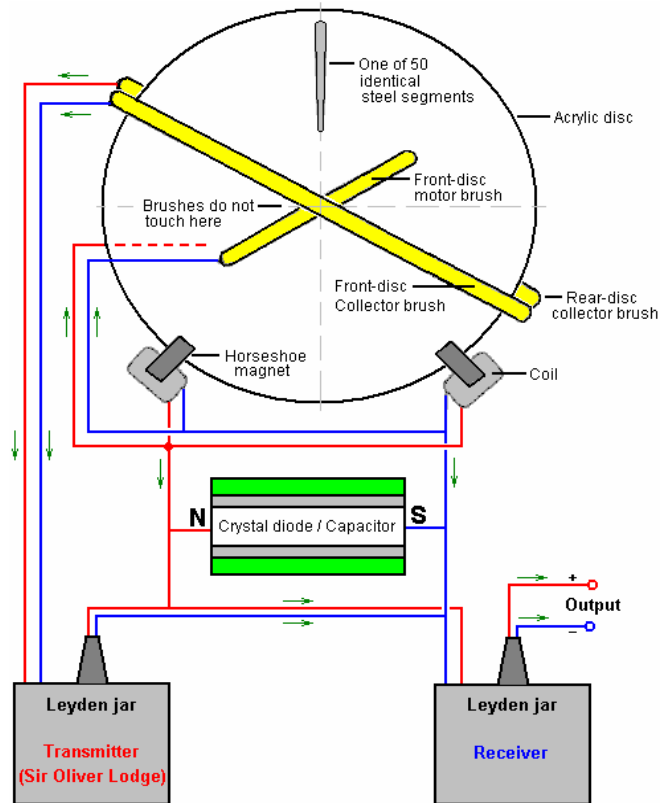 One of 50
identical
steel segments
Acrylic disc
Front-disc
motor brush
Brushes do not
touch here
Front-disc
Collector brush
Rear-disc
collector brush
Horseshoe
magnet
Coil
N
Crystal diode / Capacitor
S
+
Output
–
Leyden jar
Transmitter
(Sir Oliver Lodge)
Leyden jar
Receiver